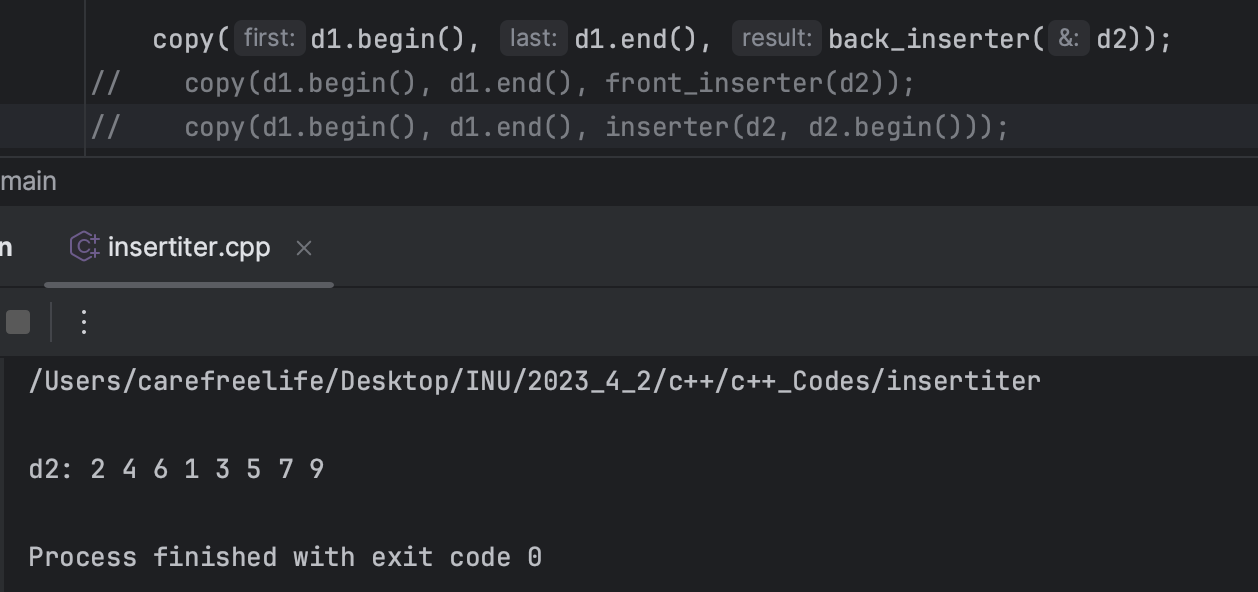 copy( first: d1.begin(), last: d1.end(), result: back_inserter( &: d2));
//    copy(d1.begin(), d1.end(), front_inserter(d2));
//    copy(d1.begin(), d1.end(), inserter(d2, d2.begin()));
main
n insertiter.cpp ×
/Users/carefreelife/Desktop/INU/2023_4_2/c++/c++_Codes/insertiter
d2: 2 4 6 1 3 5 7 9
Process finished with exit code 0